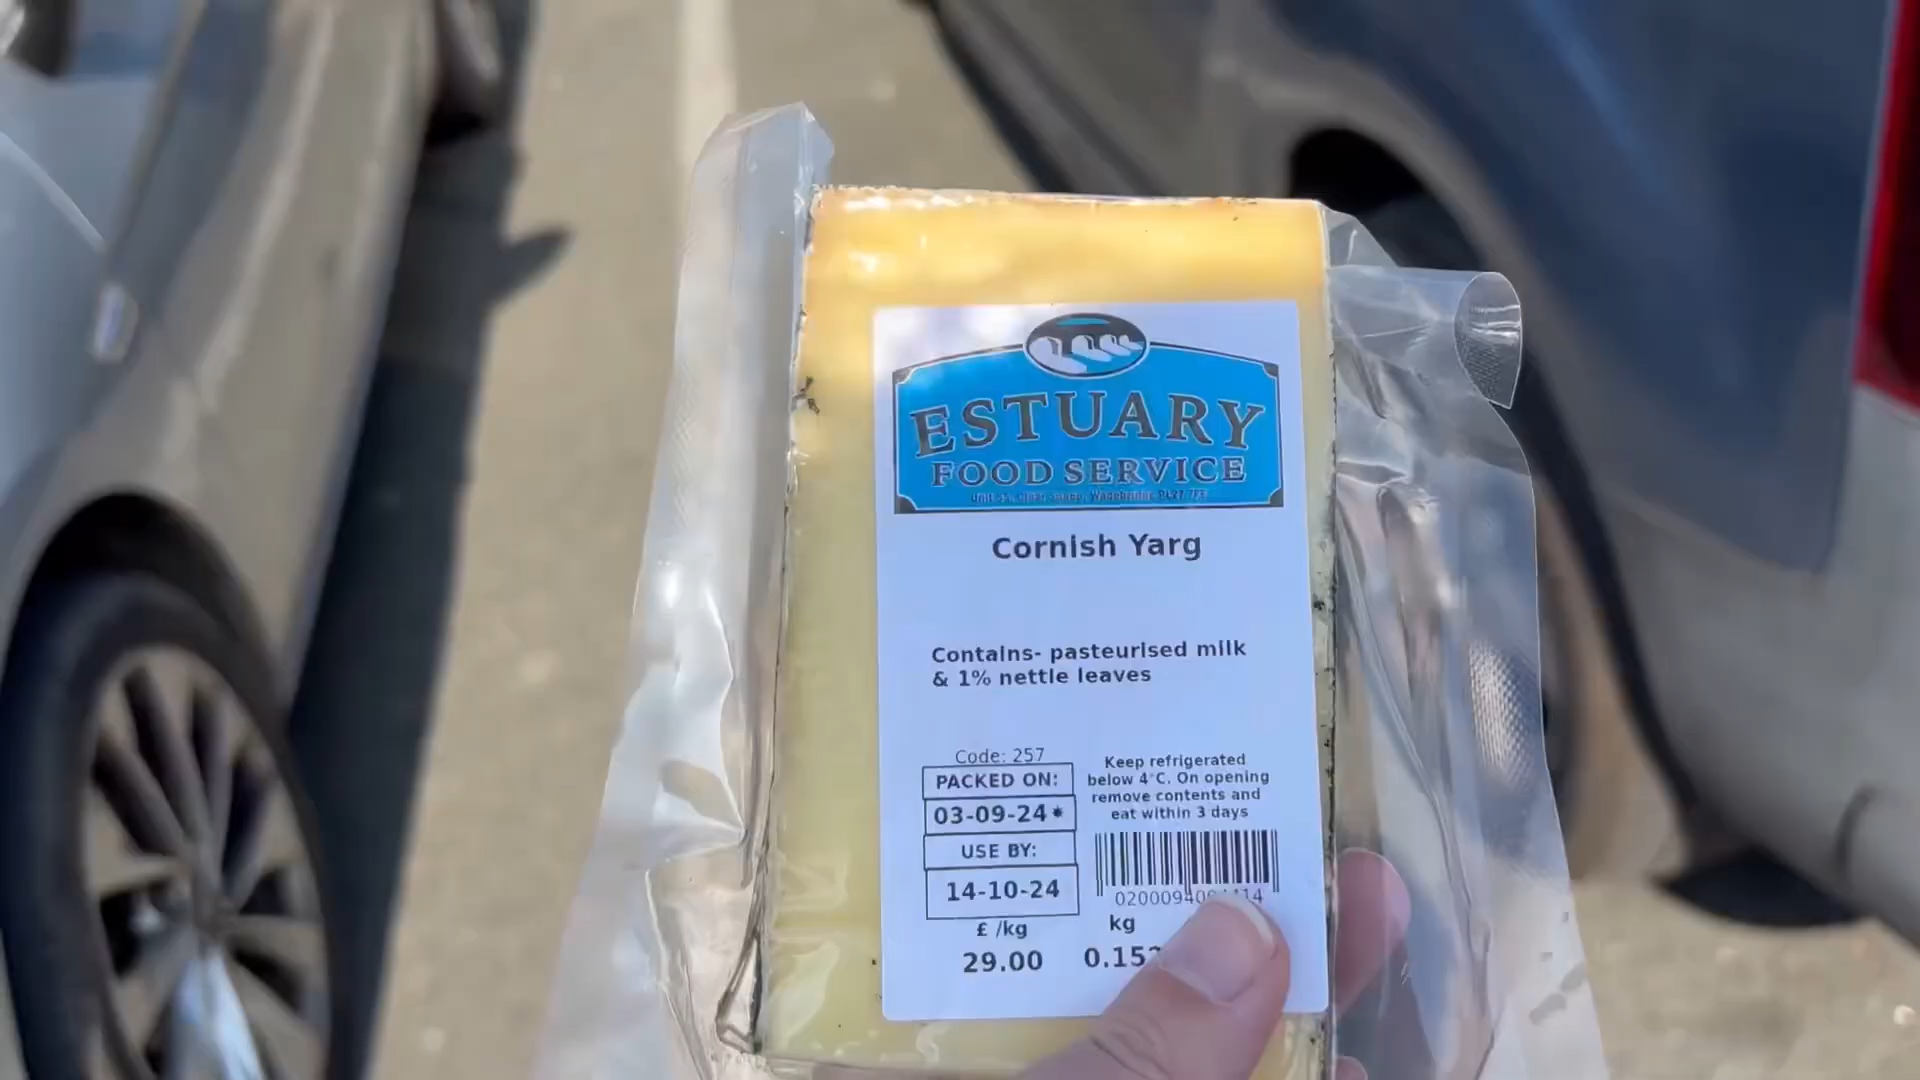 ESTUARY
FOOD SERVICE
Cornish Yarg
Contains- pasteurised milk
& 1% nettle leaves
Code: 257
PACKED ON:
03-09-24*
USE BY:
14-10-24
£ /kg
29.00
Keep refrigerated
below 4°C. On opening
remove contents and
eat within 3 days
kg